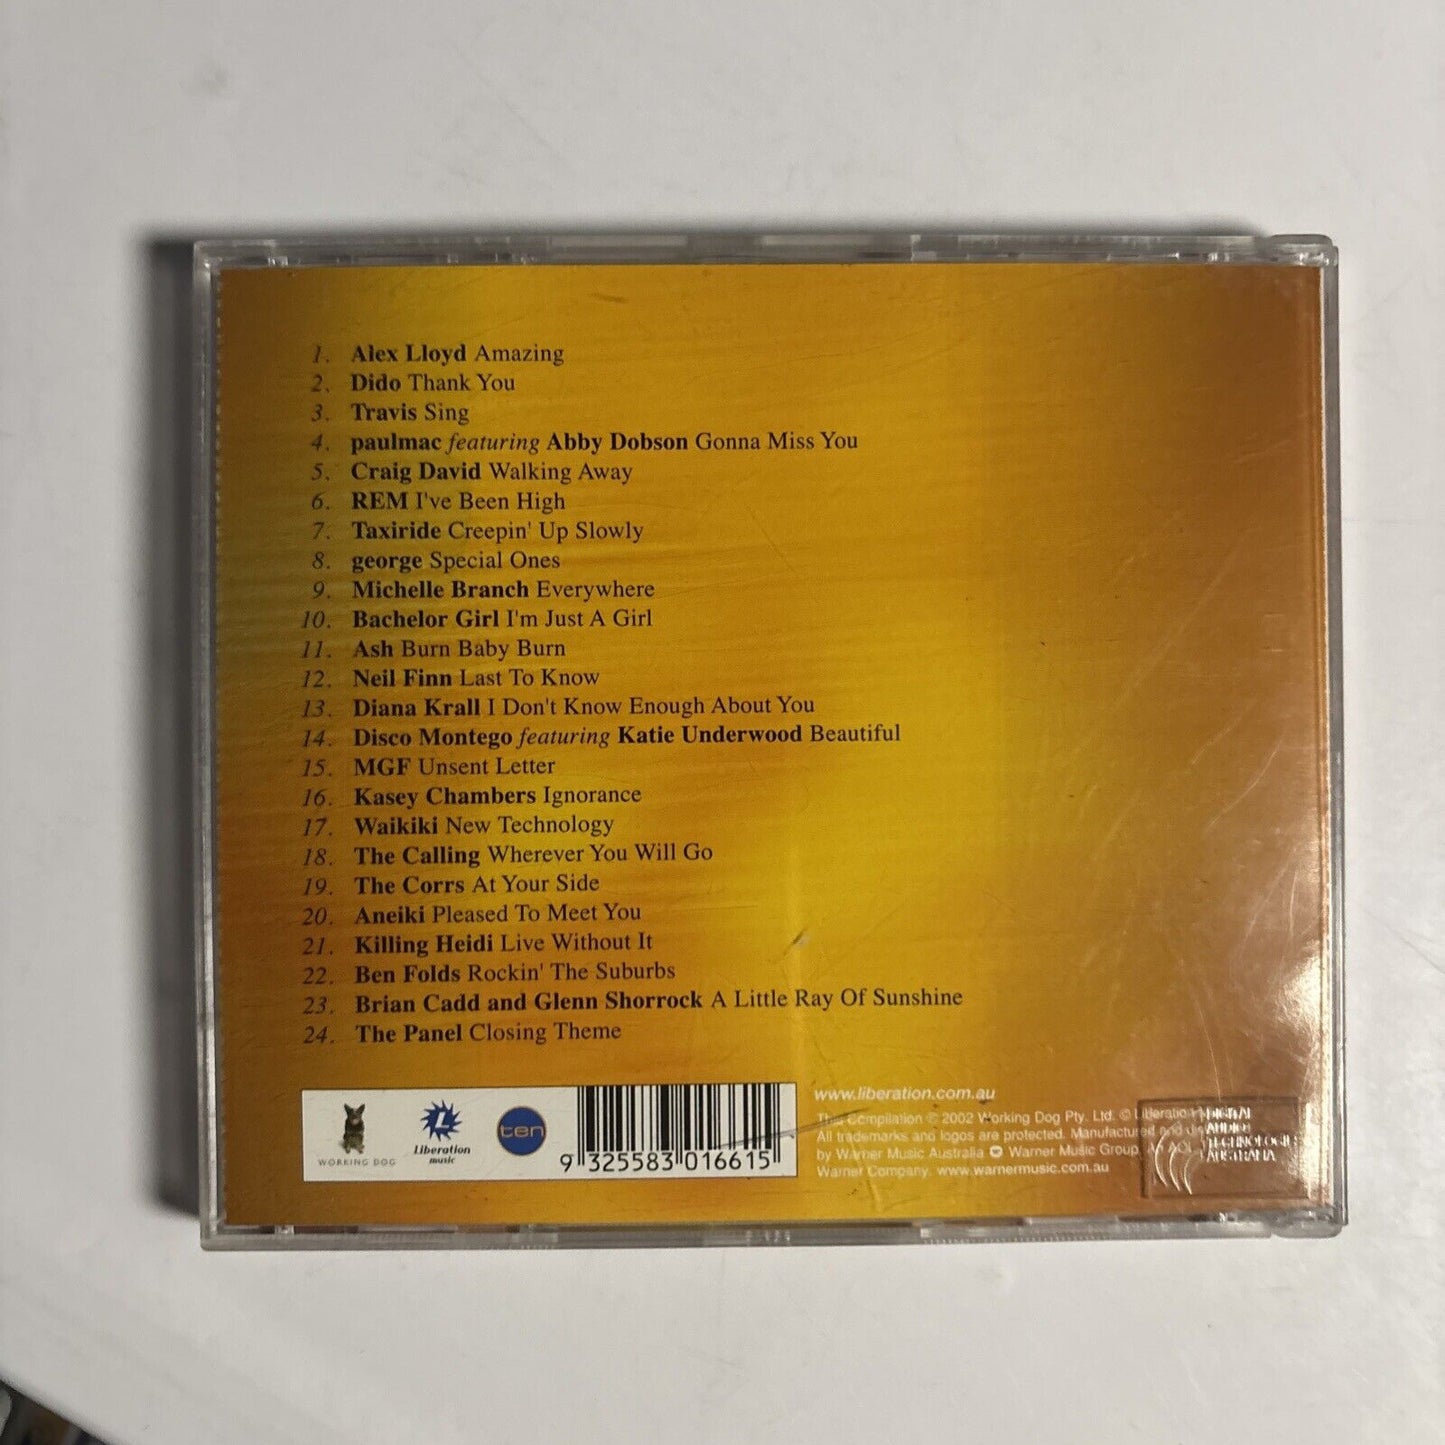 1. Alex Lloyd Amazing
2. Dido Thank You
3. Travis Sing
4. paulmac featuring Abby Dobson Gonna Miss You
5. Craig David Walking Away
6. REM I've Been High
7. Taxiride Creepin' Up Slowly
8. george Special Ones
9. Michelle Branch Everywhere
10. Bachelor Girl I'm Just A Girl
11. Ash Burn Baby Burn
12. Neil Finn Last To Know
13. Diana Krall I Don't Know Enough About You
14. Disco Montego featuring Katie Underwood Beautiful
15. MGF Unsent Letter
16. Kasey Chambers Ignorance
17. Waikiki New Technology
18. The Calling Wherever You Will Go
19. The Corrs At Your Side
20. Aneiki Pleased To Meet You
21. Killing Heidi Live Without It
22. Ben Folds Rockin' The Suburbs
23. Brian Cadd and Glenn Shorrock A Little Ray Of Sunshine
24. The Panel Closing Theme
WORKING DOG
L
Liberation
music
ten
9 325583 016615
www.liberation.com.au
This Compilation © 2002 Working Dog Pty. Ltd. © Liberation
All trademarks and logos are protected. Manufactured and
by Warner Music Australia Warner Music Group, AOL
Warner Company. www.warnermusic.com.au
DIGITAL
AUDIO
TECHNOLOGIES
AUSTRALIA